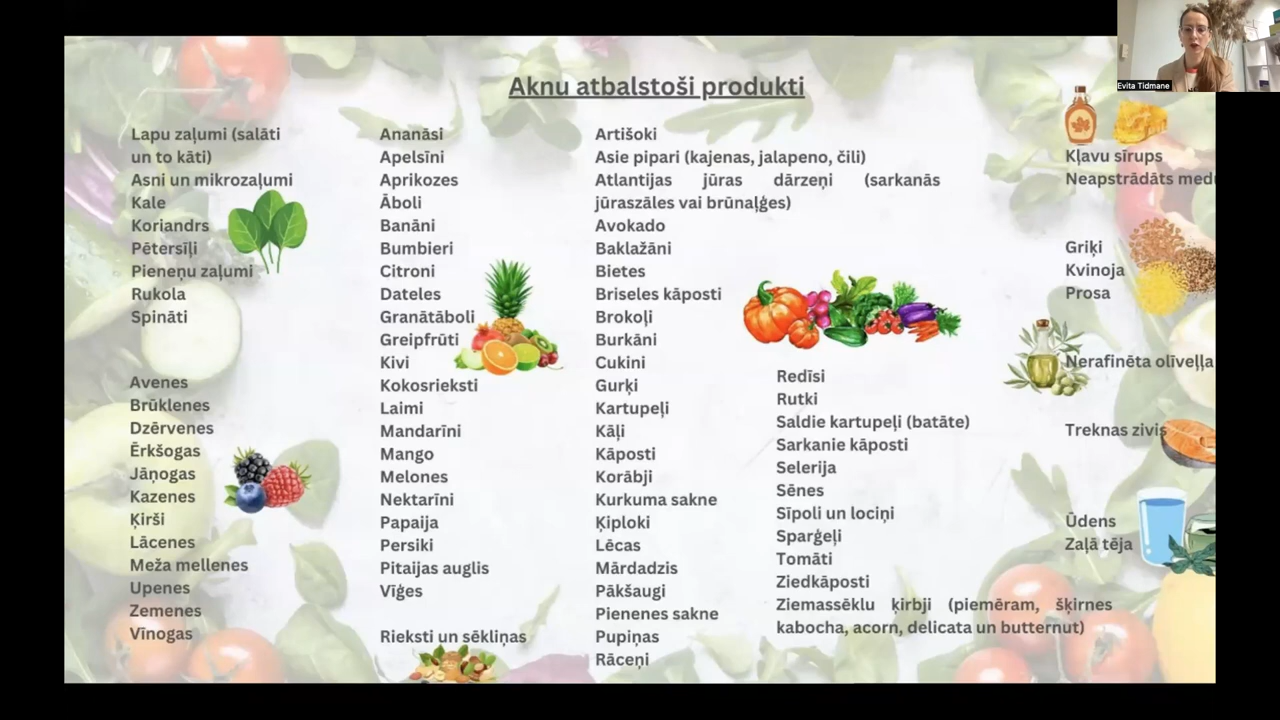 Evita Tidmane
Aknu atbalstoši produkti
Lapu zaļumi (salāti
un to kāti)
Asni un mikrozaļumi
Kale
Koriandrs
Pētersīļi
Pieneņu zaļumi
Rukola
Spināti
Avenes
Brūklenes
Dzērvenes
Ērkšogas
Jāņogas
Kazenes
Ķirši
Lācenes
Meža mellenes
Upenes
Zemenes
Vīnogas
Ananāsi
Apelsīni
Aprikozes
Āboli
Banāni
Bumbieri
Citroni
Dateles
Granātāboli
Greipfrūti
Kivi
Kokosrieksti
Laimi
Mandarīni
Mango
Melones
Nektarīni
Papaija
Persiki
Pitaijas auglis
Vīģes
Rieksti un sēkliņas
Artišoki
Asie pipari (kajenas, jalapeno, čili)
Atlantijas jūras dārzeņi (sarkanās
jūraszāles vai brūnaļģes)
Avokado
Baklažāni
Bietes
Briseles kāposti
Brokoļi
Burkāni
Cukini
Gurķi
Kartupeļi
Kāļi
Kāposti
Korābji
Kurkuma sakne
Ķiploki
Lēcas
Mārdadzis
Pākšaugi
Pienenes sakne
Pupiņas
Rāceņi
Redīsi
Rutki
Saldie kartupeļi (batāte)
Sarkanie kāposti
Selerija
Sēnes
Sīpoli un lociņi
Sparģeļi
Tomāti
Ziedkāposti
Ziemassēklu ķirbji (piemēram, šķirnes
kabocha, acorn, delicata un butternut)
Kļavu sīrups
Neapstrādāts medu
Griķi
Kvinoja
Prosa
Nerafinēta olīveļļa
Treknas zivis
Ūdens
Zaļā tēja